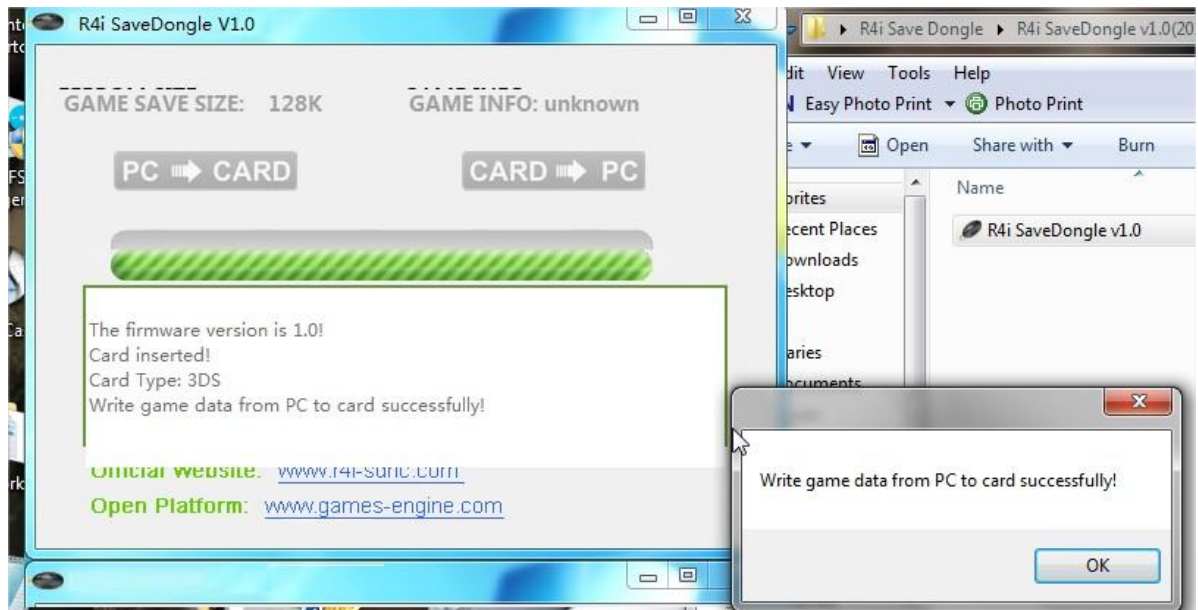 R4i SaveDongle V1.0
GAME SAVE SIZE: 128K
GAME INFO: unknown
PC CARD
CARD PC
The firmware version is 1.0!
Card inserted!
Card Type: 3DS
Write game data from PC to card successfully!
Official Website: www.r4i-sdhc.com
Open Platform: www.games-engine.com
R4i Save Dongle R4i SaveDongle v1.0(20
dit View Tools Help
Easy Photo Print Photo Print
Open Share with Burn
orites
Name
ecent Places
R4i SaveDongle v1.0
ownloads
esktop
aries
ocuments
Write game data from PC to card successfully!
OK